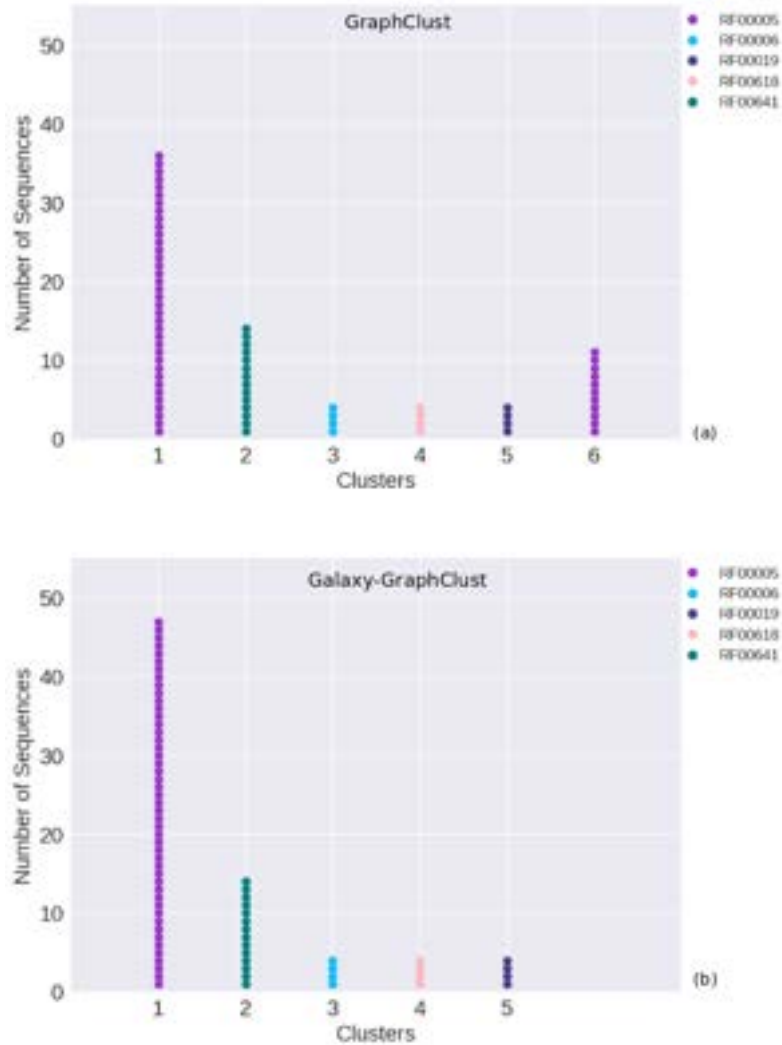 GraphClust
RF00005
RF00006
RF00019
RF00618
RF00641
50
40
30
20
10
0
Number of Sequences
1 2 3 4 5 6
Clusters
(a)
Galaxy-GraphClust
RF00005
RF00006
RF00019
RF00618
RF00641
50
40
30
20
10
0
Number of Sequences
1 2 3 4 5
Clusters
(b)